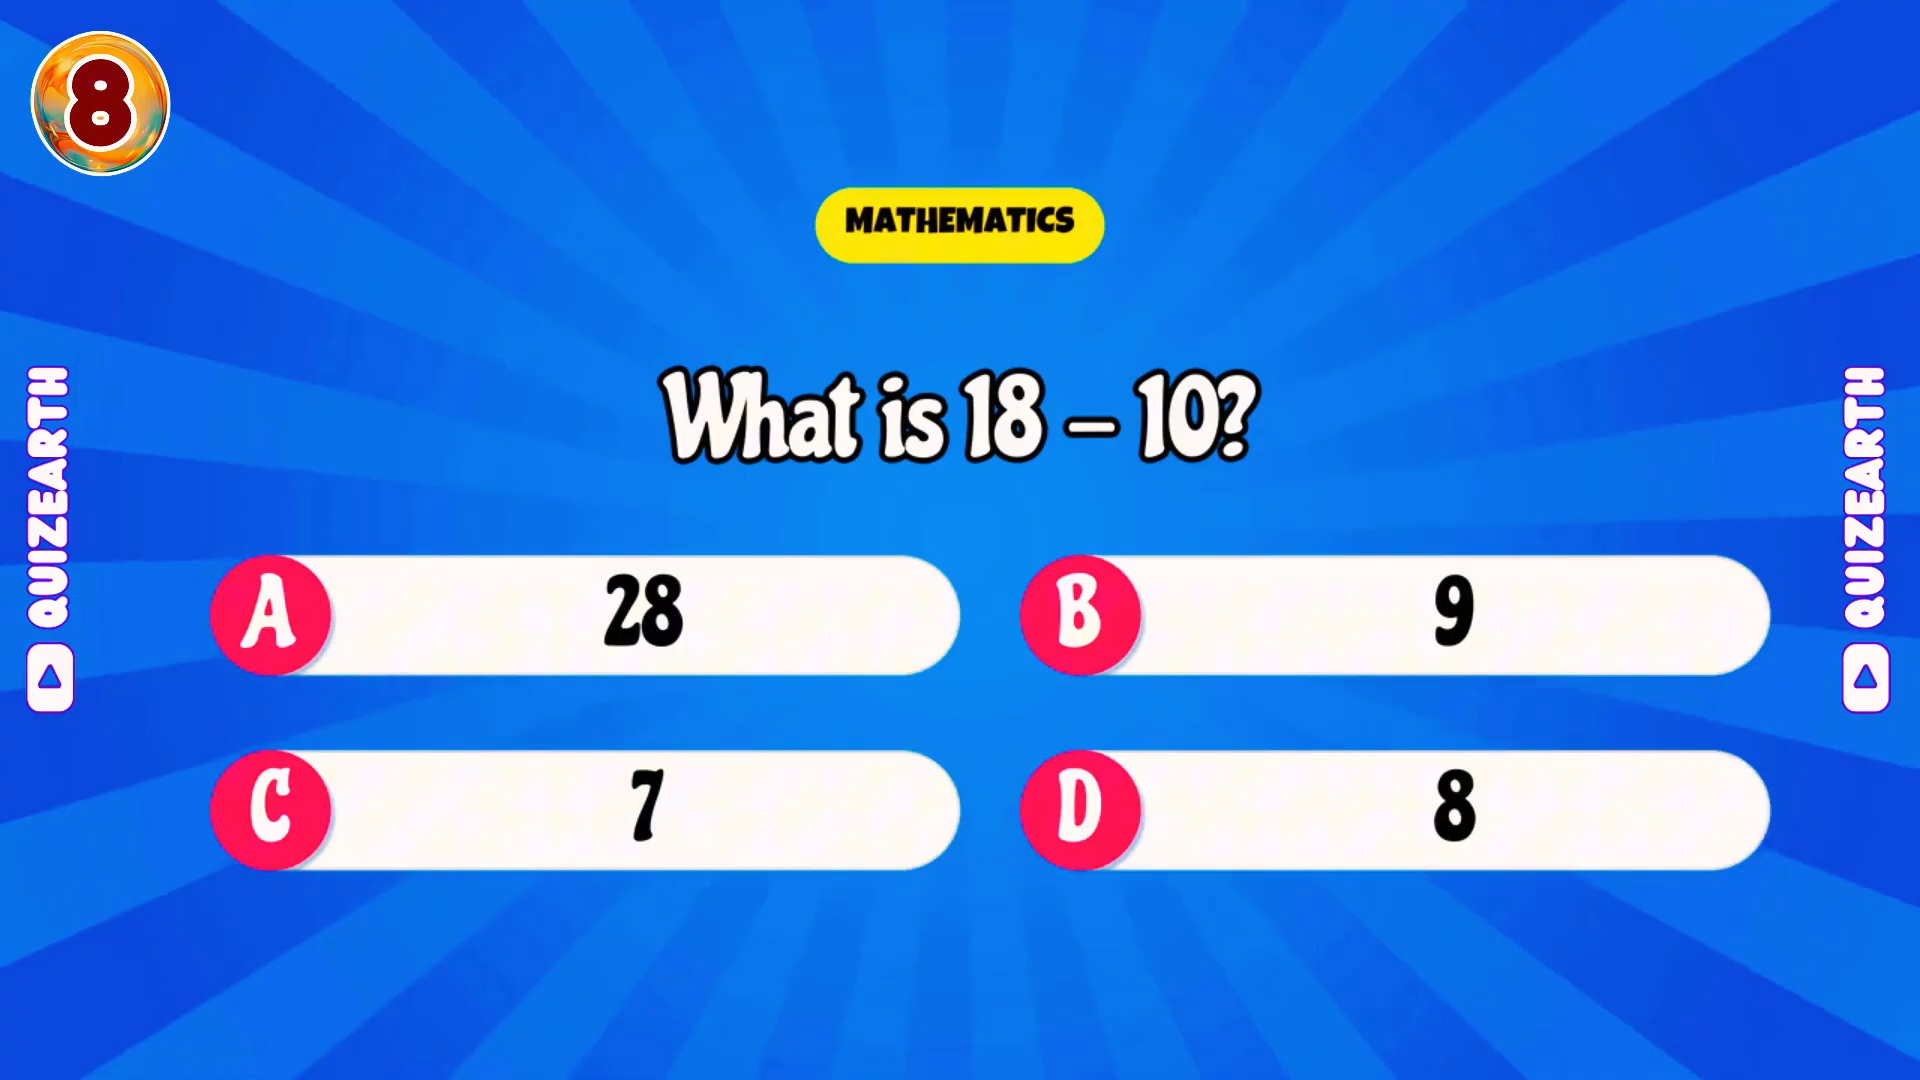 8
MATHEMATICS
What is 18 – 10?
A 28
B 9
C 7
D 8
QUIZEARTH
QUIZEARTH